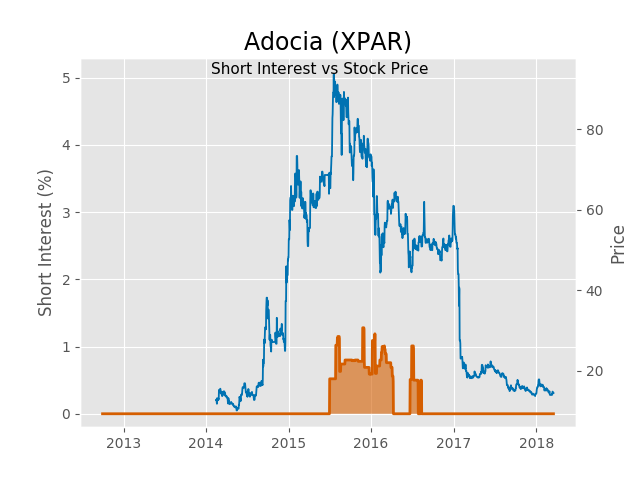 Adocia (XPAR)
Short Interest vs Stock Price
Short Interest (%)
5
4
3
2
1
0
80
60
40
20
Price
2013 2014 2015 2016 2017 2018